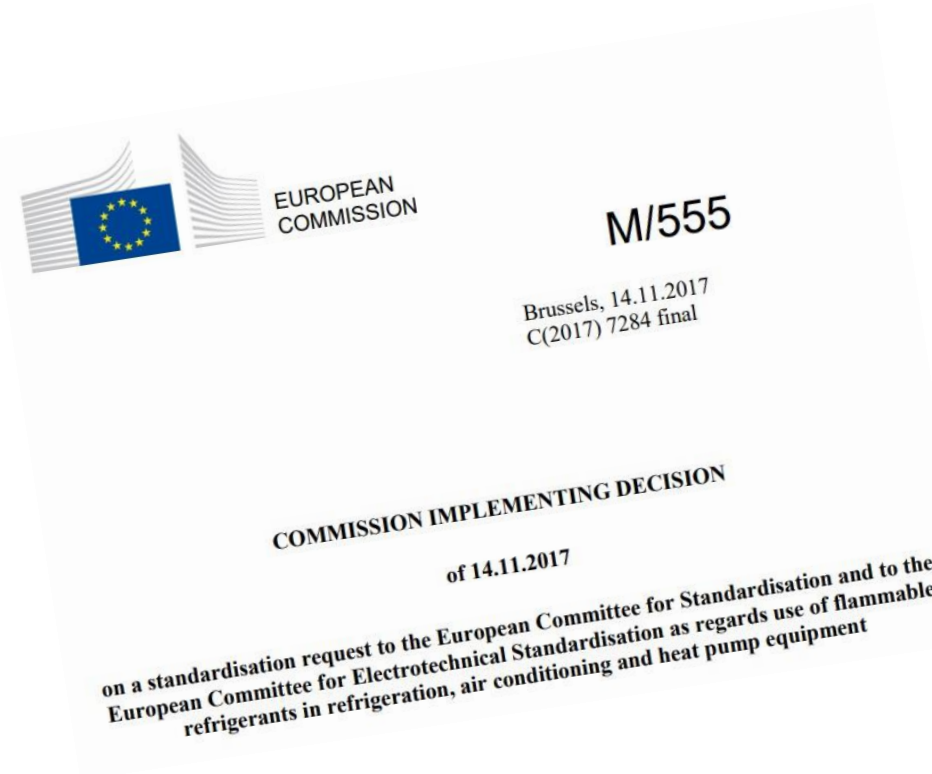 EUROPEAN
COMMISSION
M/555
Brussels, 14.11.2017
C(2017) 7284 final
COMMISSION IMPLEMENTING DECISION
of 14.11.2017
on a standardisation request to the European Committee for Standardisation and to the
European Committee for Electrotechnical Standardisation as regards use of flammable
refrigerants in refrigeration, air conditioning and heat pump equipment